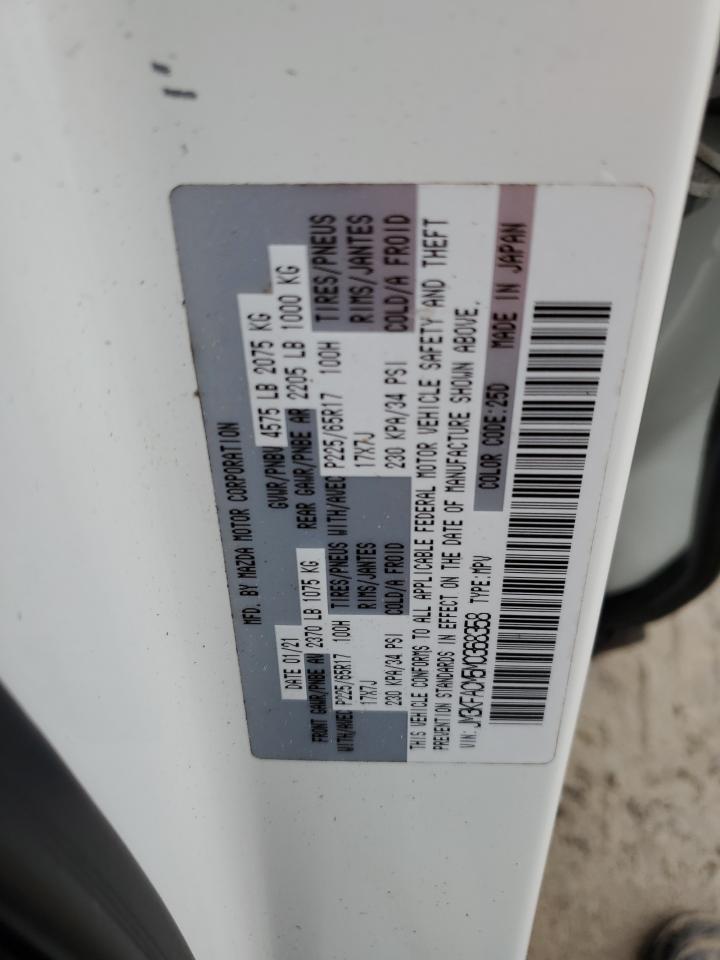 MFD. BY MAZDA MOTOR CORPORATION
DATE 01/21 GVWR/PNBV 4575 LB 2075 KG
FRONT GAWR/PNBE AV 2370 LB 1075 KG REAR GAWR/PNBE AR 2205 LB 1000 KG
WITH/AVEC P225/65R17 100H TIRES/PNEUS WITH/AVEC P225/65R17 100H TIRES/PNEUS
17X7J RIMS/JANTES 17X7J RIMS/JANTES
230 KPA/34 PSI COLD/A FROID 230 KPA/34 PSI COLD/A FROID
THIS VEHICLE CONFORMS TO ALL APPLICABLE FEDERAL MOTOR VEHICLE SAFETY AND THEFT
PREVENTION STANDARDS IN EFFECT ON THE DATE OF MANUFACTURE SHOWN ABOVE.
VIN: TYPE:MPV COLOR CODE:25D MADE IN JAPAN